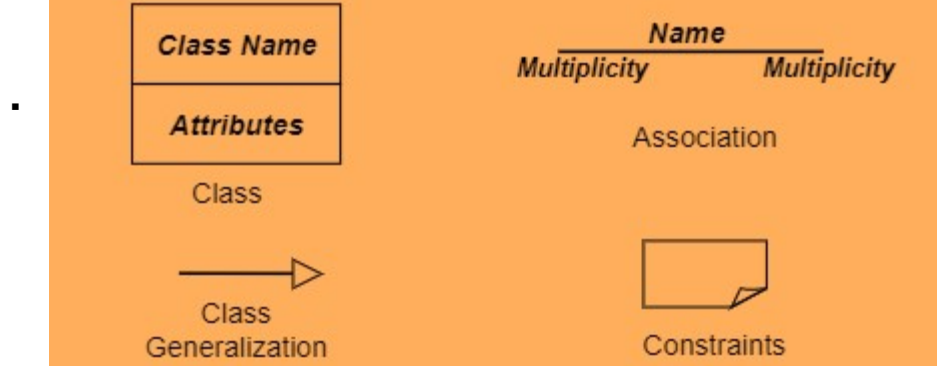 Class Name
Attributes
Class
Name
Multiplicity Multiplicity
Association
Class
Generalization
Constraints